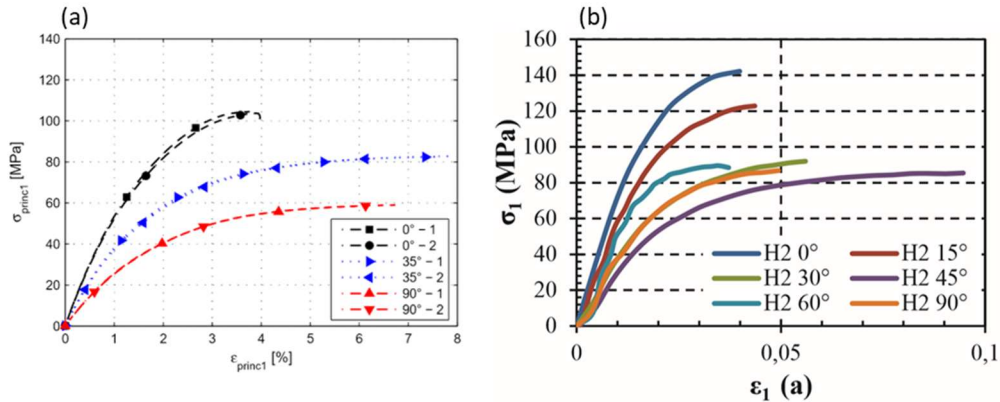 (a)
140
120
100
80
60
40
20
0
σprinc1 [MPa]
0 1 2 3 4 5 6 7 8
εprinc1 [%]
0° – 1
0° – 2
35° – 1
35° – 2
90° – 1
90° – 2
(b)
160
140
120
100
80
60
40
20
0
σ1 (MPa)
H2 0° H2 15°
H2 30° H2 45°
H2 60° H2 90°
0 0,05 0,1
ε1 (a)